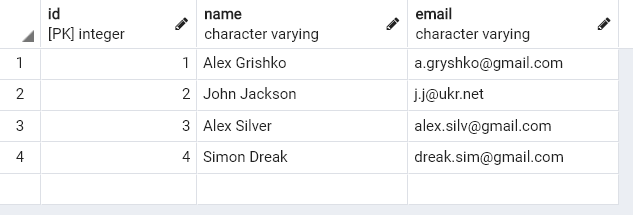 id name email
[PK] integer character varying character varying
1 1 Alex Grishko a.gryshko@gmail.com
2 2 John Jackson j.j@ukr.net
3 3 Alex Silver alex.silv@gmail.com
4 4 Simon Dreak dreak.sim@gmail.com